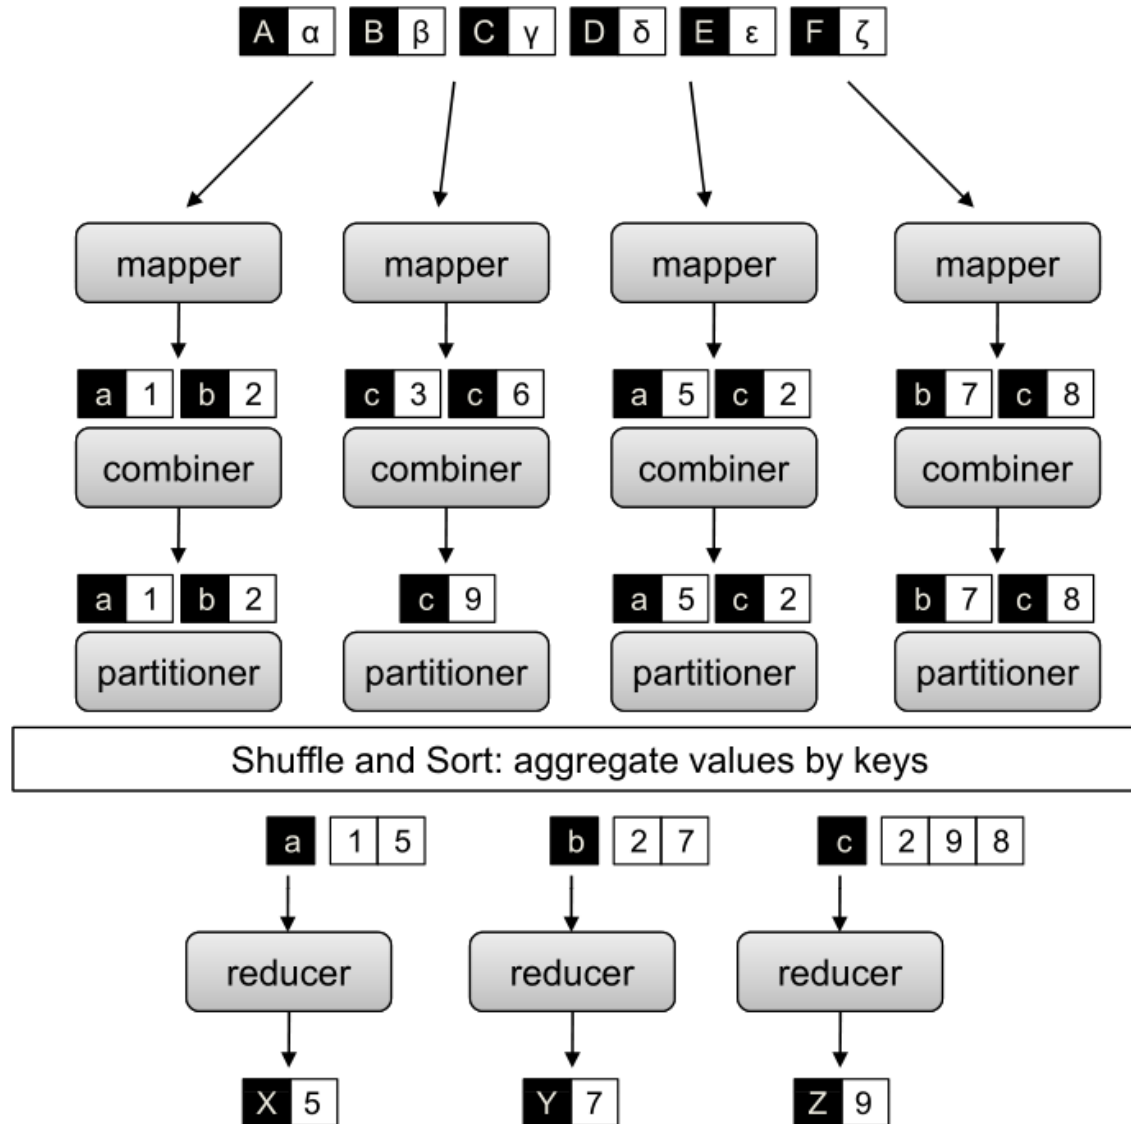 A α B β C γ D δ E ε F ζ
mapper mapper mapper mapper
a 1 b 2 c 3 c 6 a 5 c 2 b 7 c 8
combiner combiner combiner combiner
a 1 b 2 c 9 a 5 c 2 b 7 c 8
partitioner partitioner partitioner partitioner
Shuffle and Sort: aggregate values by keys
a 1 5 b 2 7 c 2 9 8
reducer reducer reducer
X 5 Y 7 Z 9